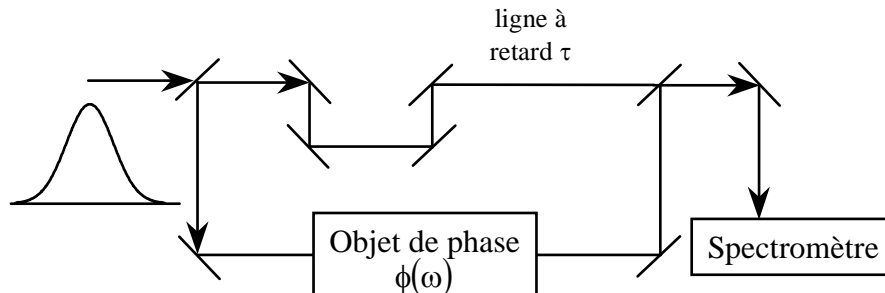 ligne à
retard τ
Objet de phase
ϕ(ω)
Spectromètre